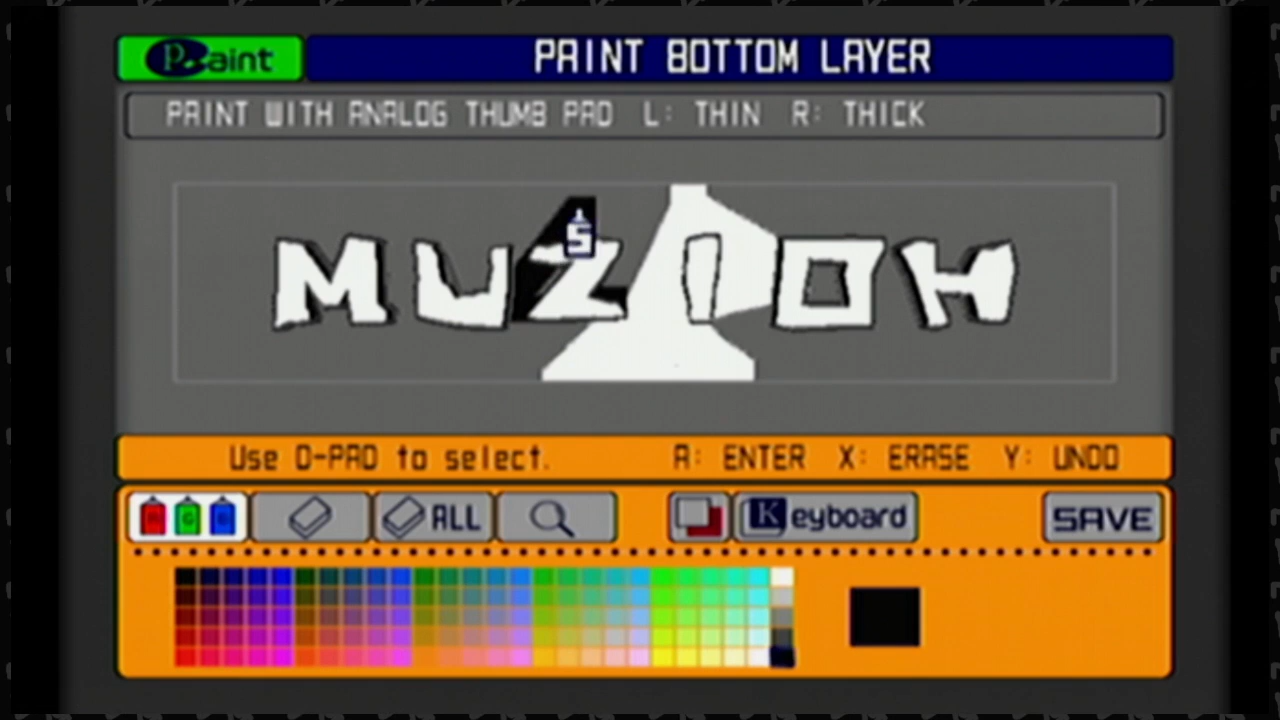 Paint
PAINT BOTTOM LAYER
PAINT WITH ANALOG THUMB PAD L: THIN R: THICK
S
MUZIOH
Use D-PAD to select. A: ENTER X: ERASE Y: UNDO
R G B
ALL
Keyboard
SAVE